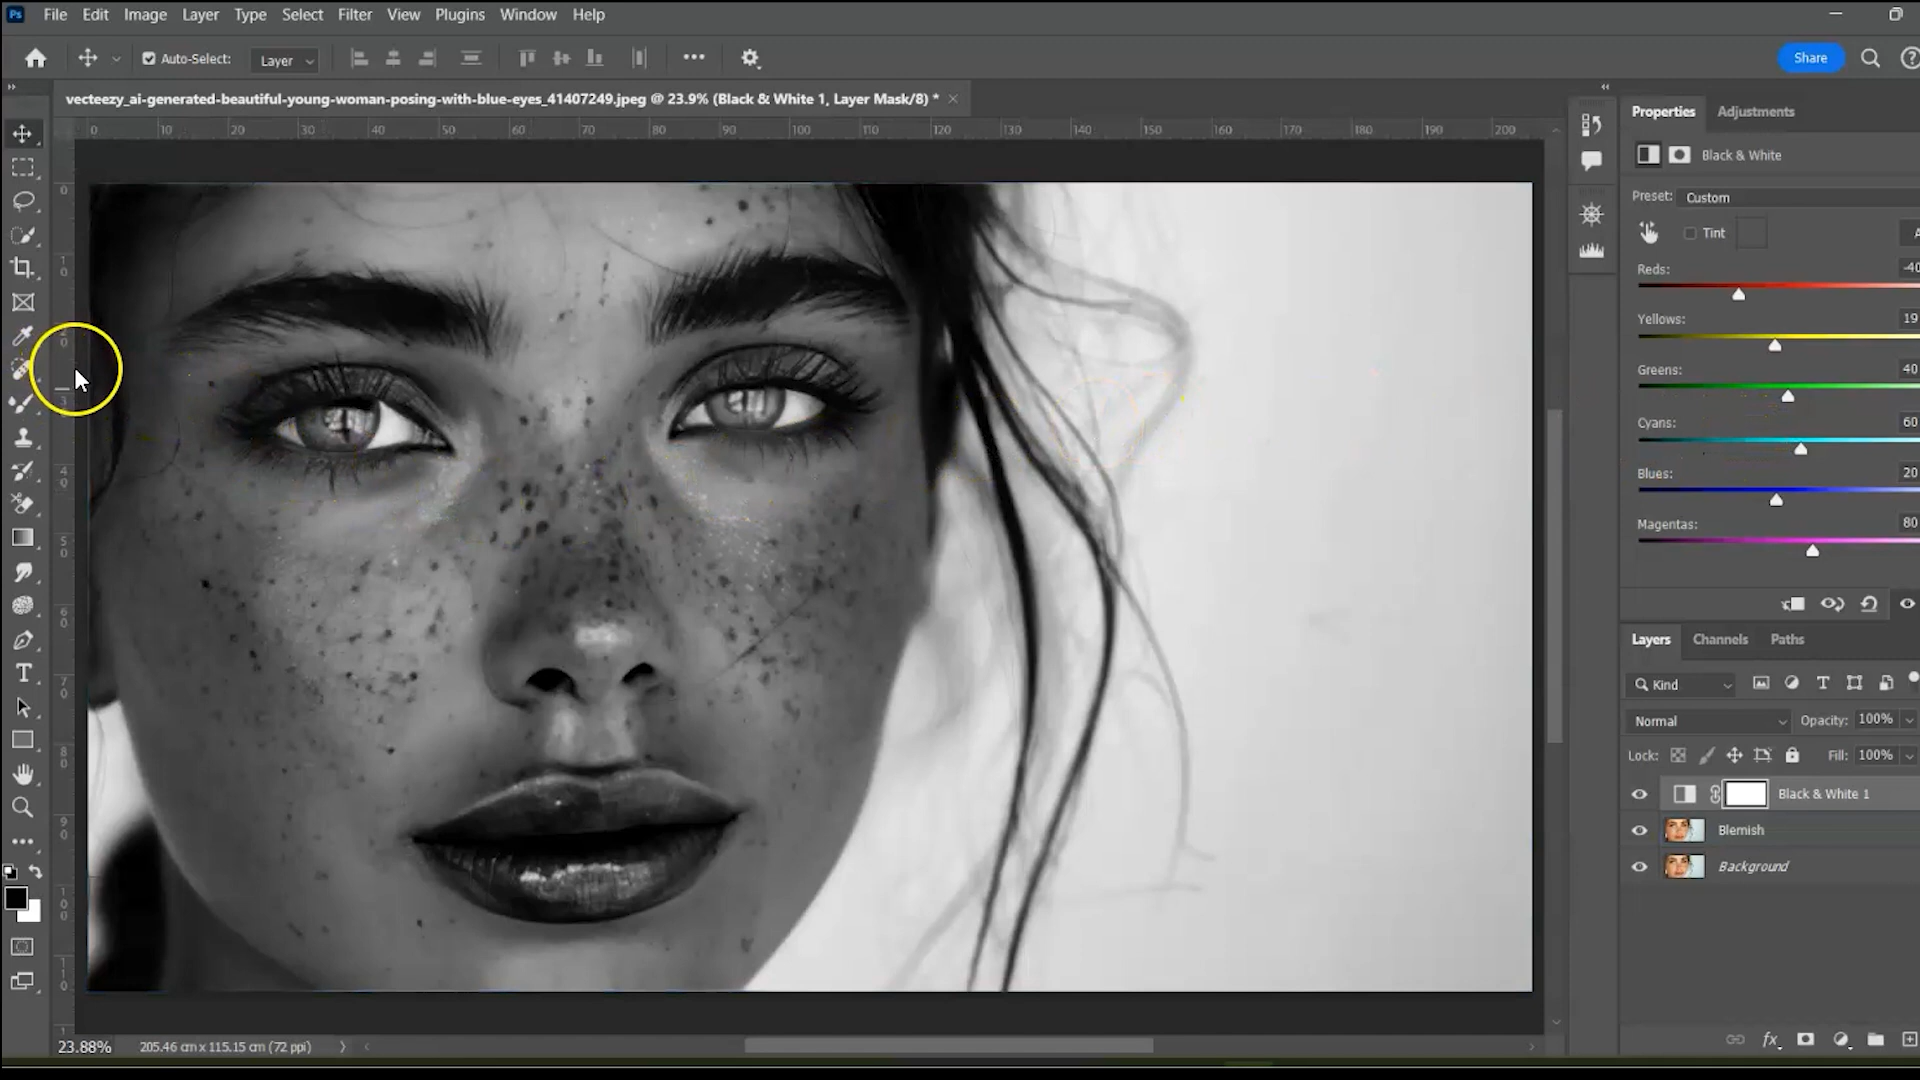 Ps File Edit Image Layer Type Select Filter View Plugins Window Help
Auto-Select: Layer Share
vecteezy_ai-generated-beautiful-young-woman-posing-with-blue-eyes_41407249.jpeg @ 23.9% (Black & White 1, Layer Mask/8) *
0 10 20 30 40 50 60 70 80 90 100 110 120 130 140 150 160 170 180 190 200
Properties Adjustments
Black & White
Preset: Custom
Tint
Reds: -40
Yellows: 19
Greens: 40
Cyans: 60
Blues: 20
Magentas: 80
Layers Channels Paths
Kind
Normal Opacity: 100%
Lock: Fill: 100%
Black & White 1
Blemish
Background
fx
23.88% 205.46 cm x 115.15 cm (72 ppi)